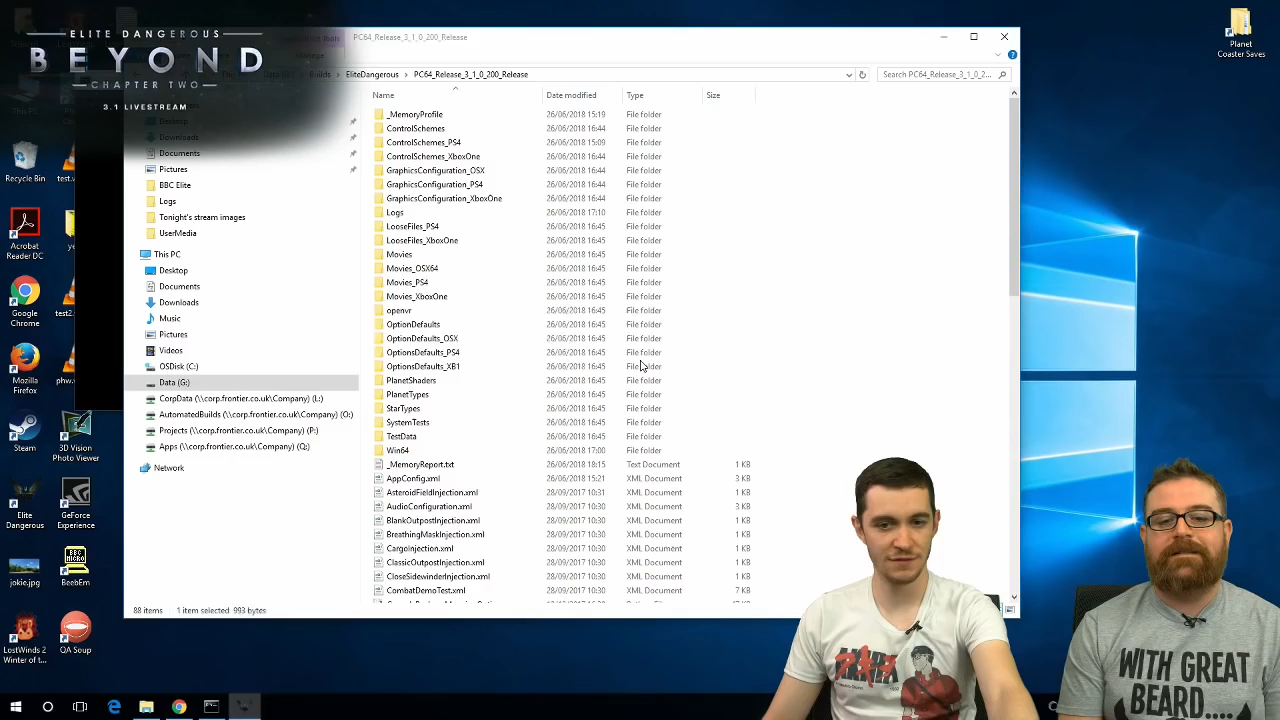 ELITE DANGEROUS
BEYOND
CHAPTER TWO
3.1 LIVESTREAM
PC64_Release_3_1_0_200_Release
EliteDangerous > PC64_Release_3_1_0_200_Release
Search PC64_Release_3_1_0_2...
Name Date modified Type Size
Desktop
Downloads
Documents
Pictures
BBC Elite
Logs
Tonight's stream images
UserMedia
This PC
Desktop
Documents
Downloads
Music
Pictures
Videos
OSDisk (C:)
Data (G:)
CorpData (\\corp.frontier.co.uk\Company) (L:)
AutomatedBuilds (\\corp.frontier.co.uk\Company) (O:)
Projects (\\corp.frontier.co.uk\Company) (P:)
Apps (\\corp.frontier.co.uk\Company) (Q:)
Network
_MemoryProfile 26/06/2018 15:19 File folder
ControlSchemes 26/06/2018 16:44 File folder
ControlSchemes_PS4 26/06/2018 15:09 File folder
ControlSchemes_XboxOne 26/06/2018 16:44 File folder
GraphicsConfiguration_OSX 26/06/2018 16:44 File folder
GraphicsConfiguration_PS4 26/06/2018 16:44 File folder
GraphicsConfiguration_XboxOne 26/06/2018 16:44 File folder
Logs 26/06/2018 17:10 File folder
LooseFiles_PS4 26/06/2018 16:45 File folder
LooseFiles_XboxOne 26/06/2018 16:45 File folder
Movies 26/06/2018 16:45 File folder
Movies_OSX64 26/06/2018 16:45 File folder
Movies_PS4 26/06/2018 16:45 File folder
Movies_XboxOne 26/06/2018 16:45 File folder
openvr 26/06/2018 16:45 File folder
OptionDefaults 26/06/2018 16:45 File folder
OptionDefaults_OSX 26/06/2018 16:45 File folder
OptionsDefaults_PS4 26/06/2018 16:45 File folder
OptionsDefaults_XB1 26/06/2018 16:45 File folder
PlanetShaders 26/06/2018 16:45 File folder
PlanetTypes 26/06/2018 16:45 File folder
StarTypes 26/06/2018 16:45 File folder
SystemTests 26/06/2018 16:45 File folder
TestData 26/06/2018 16:45 File folder
Win64 26/06/2018 17:00 File folder
_MemoryReport.txt 26/06/2018 18:15 Text Document 1 KB
AppConfig.xml 26/06/2018 15:21 XML Document 3 KB
AsteroidFieldInjection.xml 28/09/2017 10:31 XML Document 1 KB
AudioConfiguration.xml 28/09/2017 10:30 XML Document 3 KB
BlankOutpostInjection.xml 28/09/2017 10:30 XML Document 1 KB
BreathingMaskInjection.xml 28/09/2017 10:30 XML Document 1 KB
CargoInjection.xml 28/09/2017 10:30 XML Document 1 KB
ClassicOutpostInjection.xml 28/09/2017 10:30 XML Document 1 KB
CloseSidewinderInjection.xml 28/09/2017 10:30 XML Document 1 KB
CombatDemoTest.xml 28/09/2017 10:30 XML Document 7 KB
88 items 1 item selected 993 bytes
Planet
Coaster Saves
Recycle Bin
test.v
Acrobat
Reader DC
Google
Chrome
test2.
Mozilla
Firefox
Steam
3D Vision
Photo Viewer
Elite
Dangerous
GeForce
Experience
jokie.jpg
BBC
MICRO
BeebEm
LostWinds 2
Winter of t...
QA Soup
WITH GREAT
BEARD....